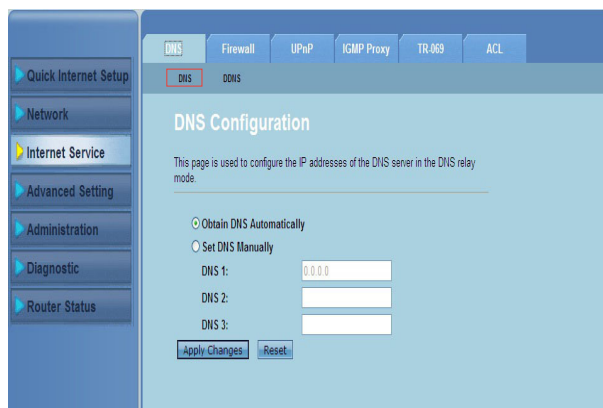 DNS Firewall UPnP IGMP Proxy TR-069 ACL
DNS DDNS
Quick Internet Setup
Network
Internet Service
Advanced Setting
Administration
Diagnostic
Router Status
DNS Configuration
This page is used to configure the IP addresses of the DNS server in the DNS relay
mode.
Obtain DNS Automatically
Set DNS Manually
DNS 1: 0.0.0.0
DNS 2:
DNS 3:
Apply Changes Reset